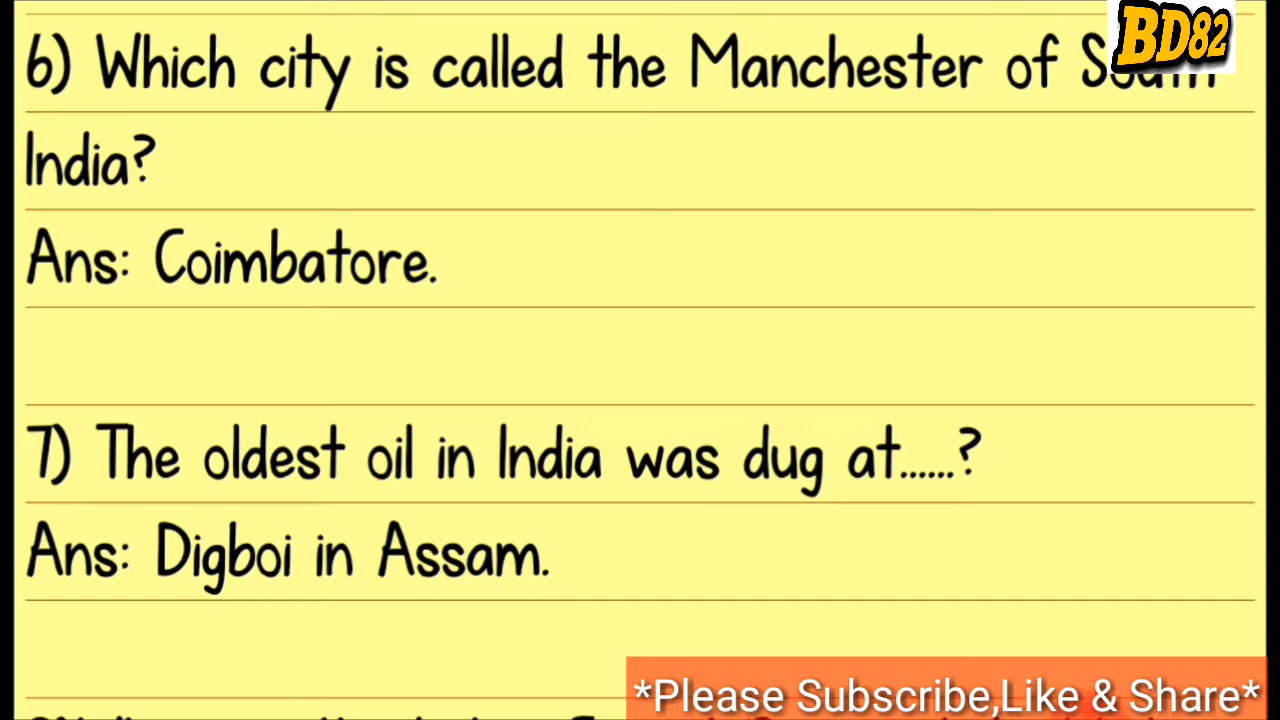 BD82
6) Which city is called the Manchester of South
India?
Ans: Coimbatore.
7) The oldest oil in India was dug at......?
Ans: Digboi in Assam.
*Please Subscribe,Like & Share*